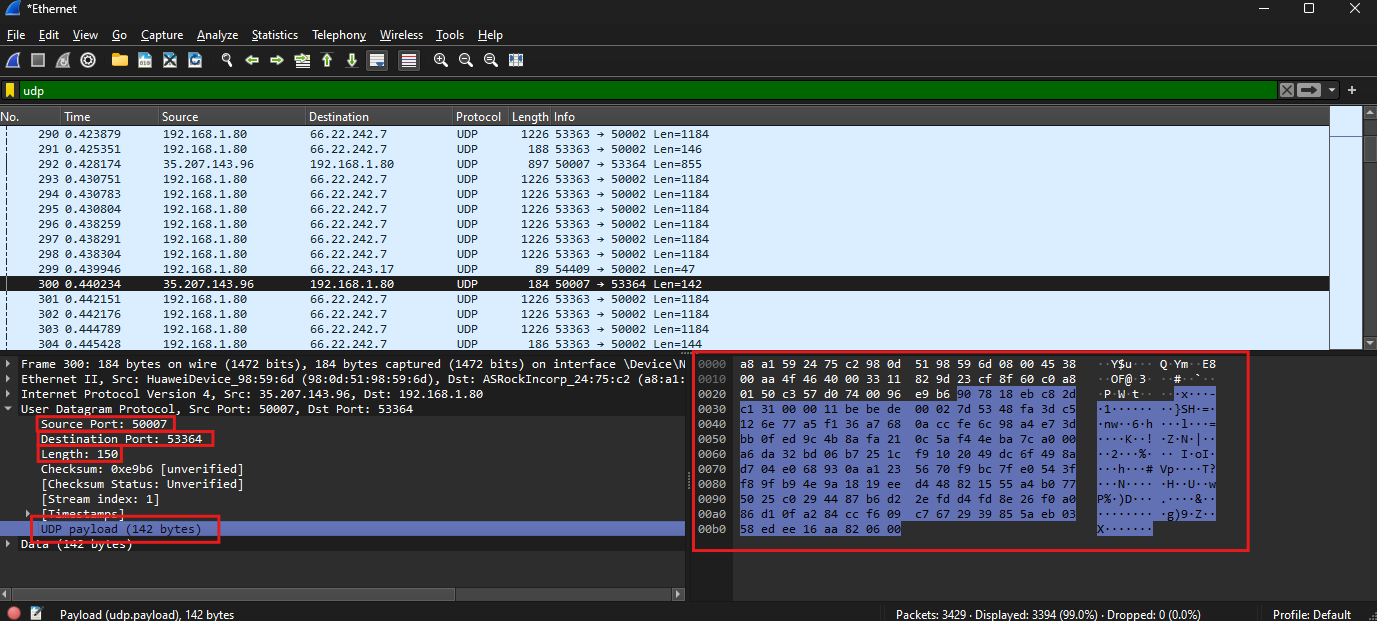 *Ethernet
File Edit View Go Capture Analyze Statistics Telephony Wireless Tools Help
udp
No. Time Source Destination Protocol Length Info
290 0.423879 192.168.1.80 66.22.242.7 UDP 1226 53363 → 50002 Len=1184
291 0.425351 192.168.1.80 66.22.242.7 UDP 188 53363 → 50002 Len=146
292 0.428174 35.207.143.96 192.168.1.80 UDP 897 50007 → 53364 Len=855
293 0.430751 192.168.1.80 66.22.242.7 UDP 1226 53363 → 50002 Len=1184
294 0.430783 192.168.1.80 66.22.242.7 UDP 1226 53363 → 50002 Len=1184
295 0.430804 192.168.1.80 66.22.242.7 UDP 1226 53363 → 50002 Len=1184
296 0.438259 192.168.1.80 66.22.242.7 UDP 1226 53363 → 50002 Len=1184
297 0.438291 192.168.1.80 66.22.242.7 UDP 1226 53363 → 50002 Len=1184
298 0.438304 192.168.1.80 66.22.242.7 UDP 1226 53363 → 50002 Len=1184
299 0.439946 192.168.1.80 66.22.243.17 UDP 89 54409 → 50002 Len=47
300 0.440234 35.207.143.96 192.168.1.80 UDP 184 50007 → 53364 Len=142
301 0.442151 192.168.1.80 66.22.242.7 UDP 1226 53363 → 50002 Len=1184
302 0.442176 192.168.1.80 66.22.242.7 UDP 1226 53363 → 50002 Len=1184
303 0.444789 192.168.1.80 66.22.242.7 UDP 1226 53363 → 50002 Len=1184
304 0.445428 192.168.1.80 66.22.242.7 UDP 186 53363 → 50002 Len=144
Frame 300: 184 bytes on wire (1472 bits), 184 bytes captured (1472 bits) on interface \Device\N
Ethernet II, Src: HuaweiDevice_98:59:6d (98:0d:51:98:59:6d), Dst: ASRockIncorp_24:75:c2 (a8:a1:
Internet Protocol Version 4, Src: 35.207.143.96, Dst: 192.168.1.80
User Datagram Protocol, Src Port: 50007, Dst Port: 53364
Source Port: 50007
Destination Port: 53364
Length: 150
Checksum: 0xe9b6 [unverified]
[Checksum Status: Unverified]
[Stream index: 1]
[Timestamps]
UDP payload (142 bytes)
Data (142 bytes)
0000 a8 a1 59 24 75 c2 98 0d 51 98 59 6d 08 00 45 38 ··Y$u··· Q·Ym··E8
0010 00 aa 4f 46 40 00 33 11 82 9d 23 cf 8f 60 c0 a8 ··OF@·3· ··#··`··
0020 01 50 c3 57 d0 74 00 96 e9 b6 90 78 18 eb c8 2d ·P·W·t·· ···x···-
0030 c1 31 00 00 11 be be de 00 02 7d 53 48 fa 3d c5 ·1······ ··}SH·=·
0040 12 6e 77 a5 f1 36 a7 68 0a cc fe 6c 98 a4 e7 3d ·nw··6·h ···l···=
0050 bb 0f ed 9c 4b 8a fa 21 0c 5a f4 4e ba 7c a0 00 ····K··! ·Z·N·|··
0060 a6 da 32 bd 06 b7 25 1c f9 10 20 49 dc 6f 49 8a ··2···%· ·· I·oI·
0070 d7 04 e0 68 93 0a a1 23 56 70 f9 bc 7f e0 54 3f ···h···# Vp····T?
0080 f8 9f b9 4e 9a 18 19 ee d4 48 82 15 55 a4 b0 77 ···N···· ·H··U··w
0090 50 25 c0 29 44 87 b6 d2 2e fd d4 fd 8e 26 f0 a0 P%·)D··· .····&··
00a0 86 d1 0f a2 84 cc f6 09 c7 67 29 39 85 5a eb 03 ········ ·g)9·Z··
00b0 58 ed ee 16 aa 82 06 00 X·······
Payload (udp.payload), 142 bytes
Packets: 3429 · Displayed: 3394 (99.0%) · Dropped: 0 (0.0%)
Profile: Default